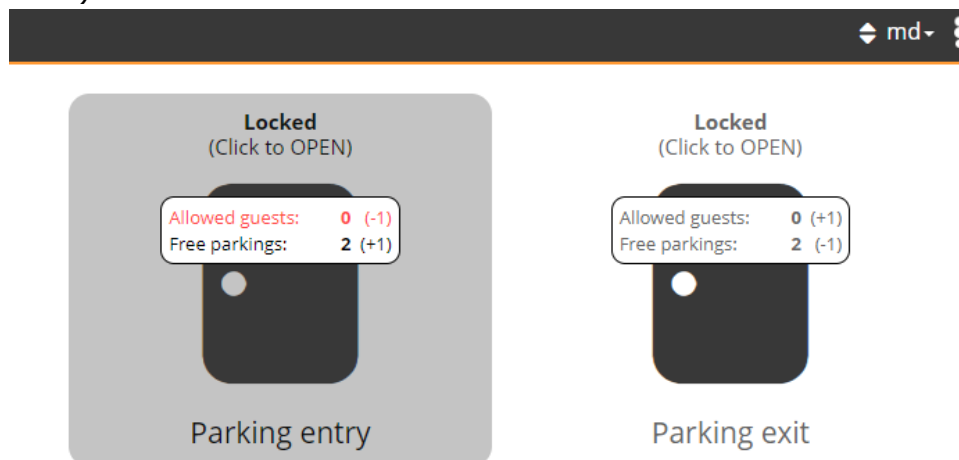 md
Locked
(Click to OPEN)
Allowed guests: 0 (-1)
Free parkings: 2 (+1)
Parking entry
Locked
(Click to OPEN)
Allowed guests: 0 (+1)
Free parkings: 2 (-1)
Parking exit